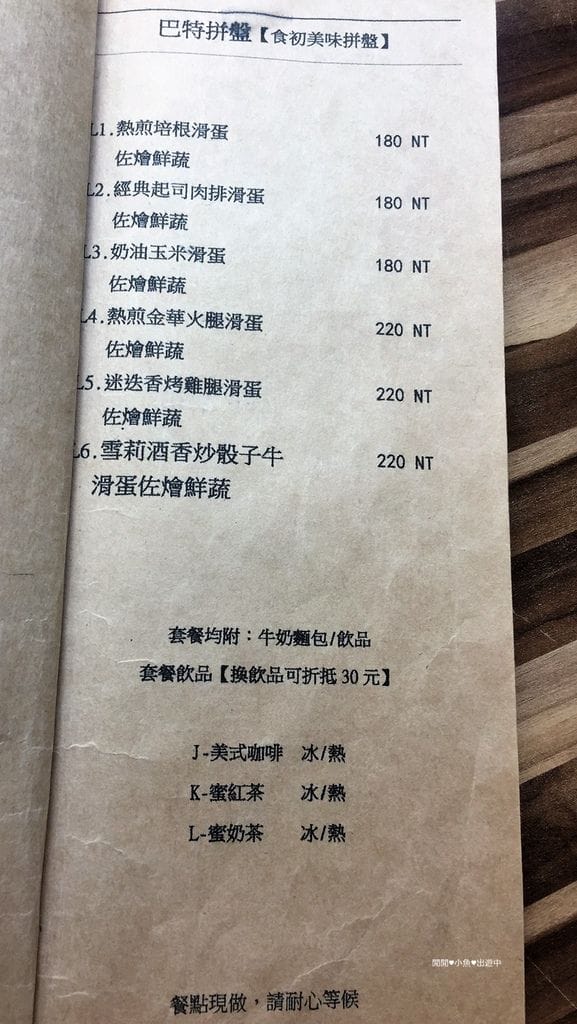 巴特拼盤【食初美味拼盤】
L1.熱煎培根滑蛋 180 NT
佐燴鮮蔬
L2.經典起司肉排滑蛋 180 NT
佐燴鮮蔬
L3.奶油玉米滑蛋 180 NT
佐燴鮮蔬
L4.熱煎金華火腿滑蛋 220 NT
佐燴鮮蔬
L5.迷迭香烤雞腿滑蛋 220 NT
佐燴鮮蔬
L6.雪莉酒香炒骰子牛 220 NT
滑蛋佐燴鮮蔬
套餐均附：牛奶麵包/飲品
套餐飲品【換飲品可折抵30元】
J-美式咖啡 冰/熱
K-蜜紅茶 冰/熱
L-蜜奶茶 冰/熱
閒閒♥小魚♥出遊中
餐點現做，請耐心等候